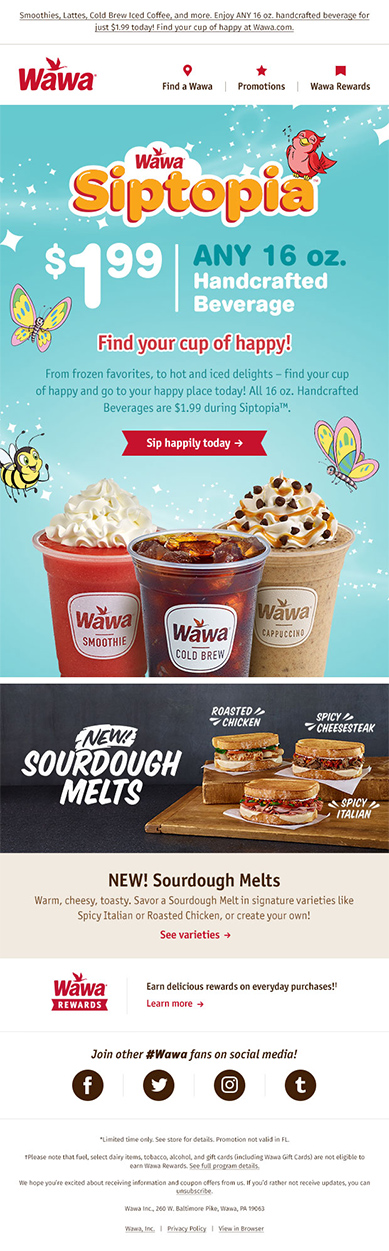 Smoothies, Lattes, Cold Brew Iced Coffee, and more. Enjoy ANY 16 oz. handcrafted beverage for
just $1.99 today! Find your cup of happy at Wawa.com.
Wawa
Find a Wawa | Promotions | Wawa Rewards
Wawa
Siptopia™
$1.99
ANY 16 oz.
Handcrafted
Beverage
Find your cup of happy!
From frozen favorites, to hot and iced delights – find your cup
of happy and go to your happy place today! All 16 oz. Handcrafted
Beverages are $1.99 during Siptopia™.
Sip happily today →
Wawa
SMOOTHIE
Wawa
COLD BREW
Wawa
CAPPUCCINO
NEW!
SOURDOUGH
MELTS
ROASTED
CHICKEN
SPICY
CHEESESTEAK
SPICY
ITALIAN
NEW! Sourdough Melts
Warm, cheesy, toasty. Savor a Sourdough Melt in signature varieties like
Spicy Italian or Roasted Chicken, or create your own!
See varieties →
Wawa
REWARDS
Earn delicious rewards on everyday purchases!†
Learn more →
Join other #Wawa fans on social media!
*Limited time only. See store for details. Promotion not valid in FL.
†Please note that fuel, select dairy items, tobacco, alcohol, and gift cards (including Wawa Gift Cards) are not eligible to
earn Wawa Rewards. See full program details.
We hope you're excited about receiving information and coupon offers from us. If you'd rather not receive updates, you can
unsubscribe.
Wawa Inc., 260 W. Baltimore Pike, Wawa, PA 19063
Wawa, Inc. | Privacy Policy | View in Browser